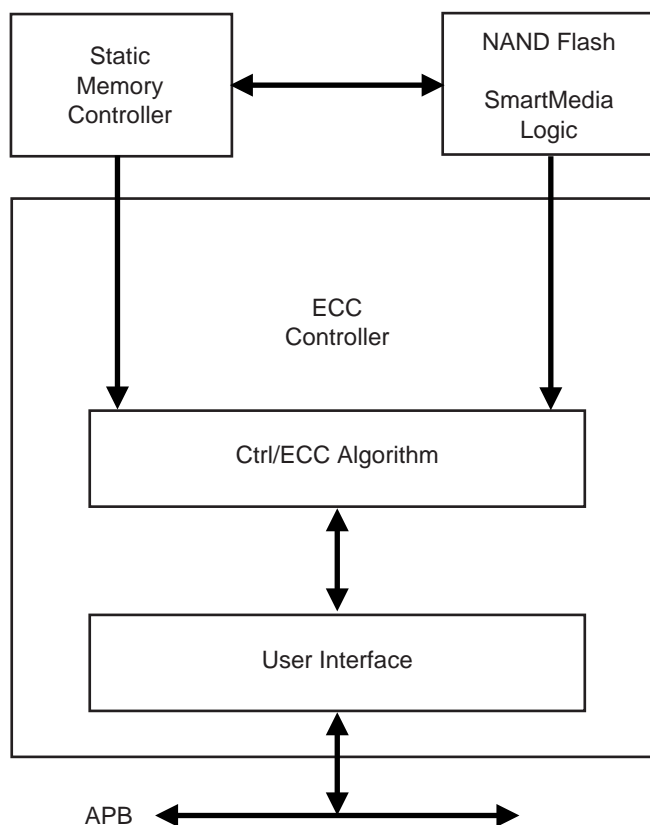 Static
Memory
Controller
NAND Flash
SmartMedia
Logic
ECC
Controller
Ctrl/ECC Algorithm
User Interface
APB